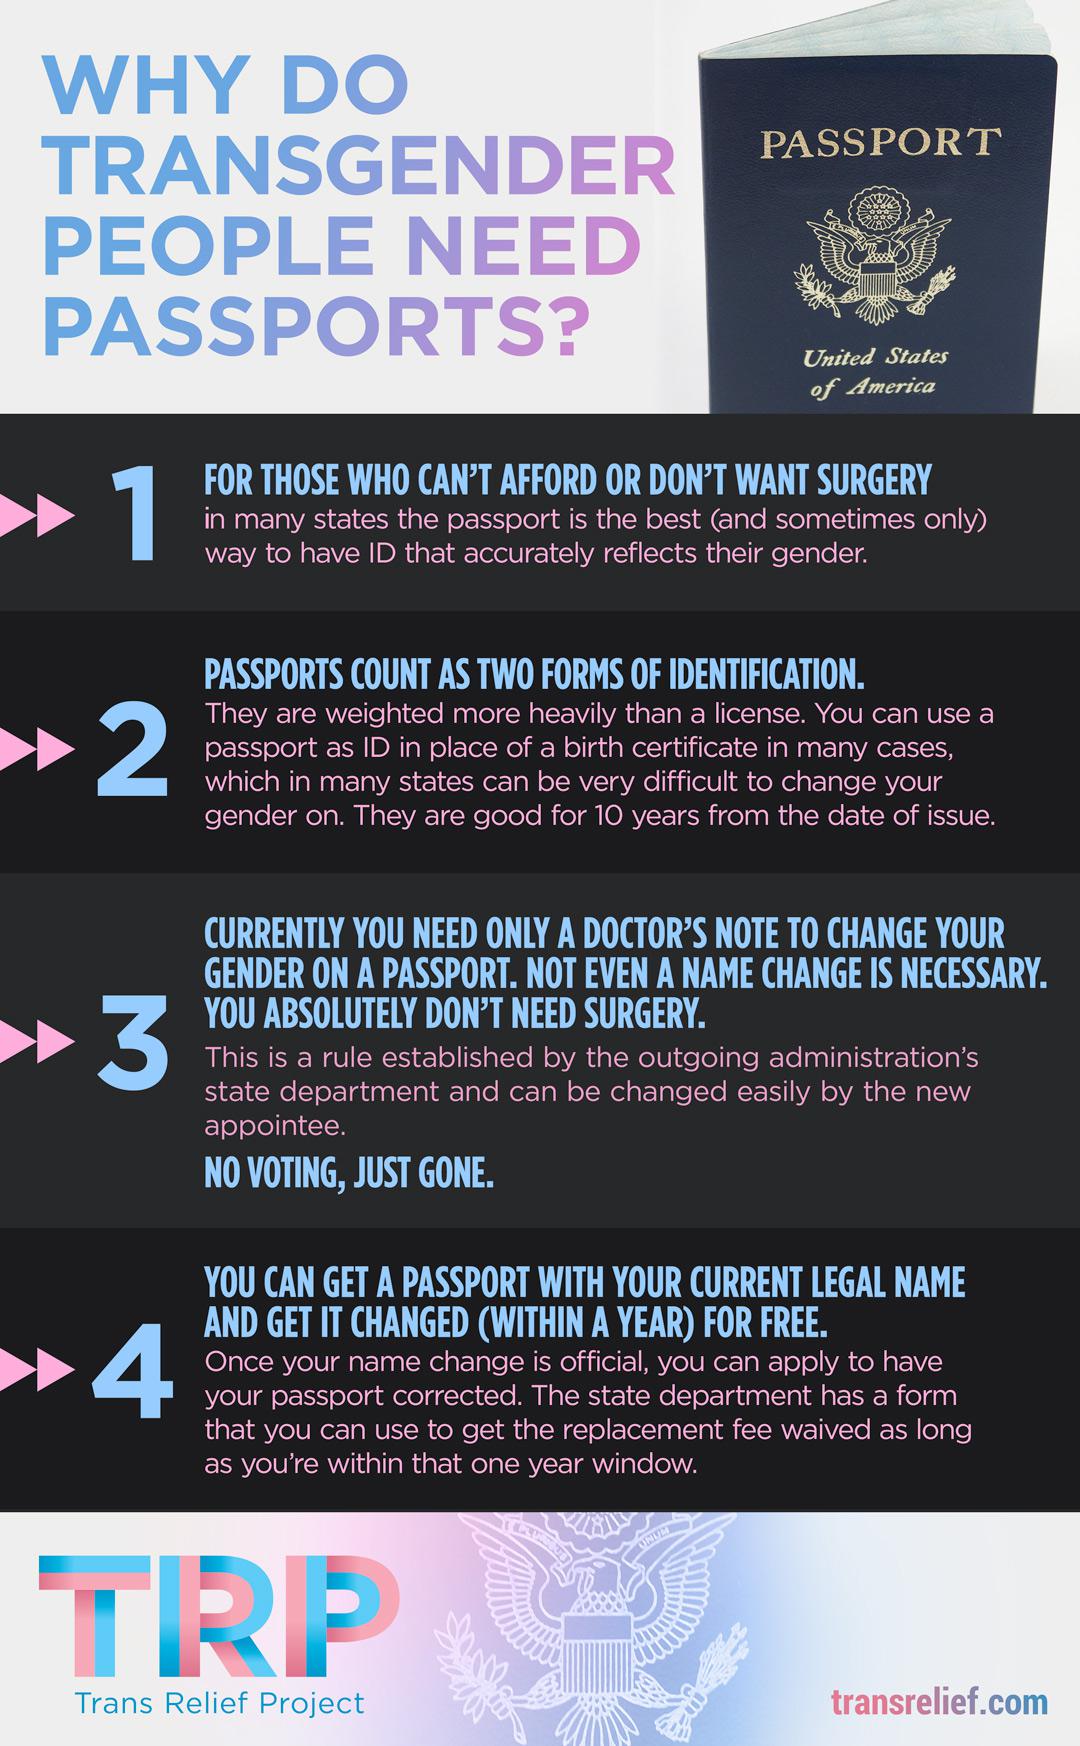 WHY DO
TRANSGENDER
PEOPLE NEED
PASSPORTS?
PASSPORT
United States
of America
1
FOR THOSE WHO CAN'T AFFORD OR DON'T WANT SURGERY
in many states the passport is the best (and sometimes only)
way to have ID that accurately reflects their gender.
2
PASSPORTS COUNT AS TWO FORMS OF IDENTIFICATION.
They are weighted more heavily than a license. You can use a
passport as ID in place of a birth certificate in many cases,
which in many states can be very difficult to change your
gender on. They are good for 10 years from the date of issue.
3
CURRENTLY YOU NEED ONLY A DOCTOR'S NOTE TO CHANGE YOUR
GENDER ON A PASSPORT. NOT EVEN A NAME CHANGE IS NECESSARY.
YOU ABSOLUTELY DON'T NEED SURGERY.
This is a rule established by the outgoing administration's
state department and can be changed easily by the new
appointee.
NO VOTING, JUST GONE.
4
YOU CAN GET A PASSPORT WITH YOUR CURRENT LEGAL NAME
AND GET IT CHANGED (WITHIN A YEAR) FOR FREE.
Once your name change is official, you can apply to have
your passport corrected. The state department has a form
that you can use to get the replacement fee waived as long
as you're within that one year window.
TRP
Trans Relief Project
transrelief.com